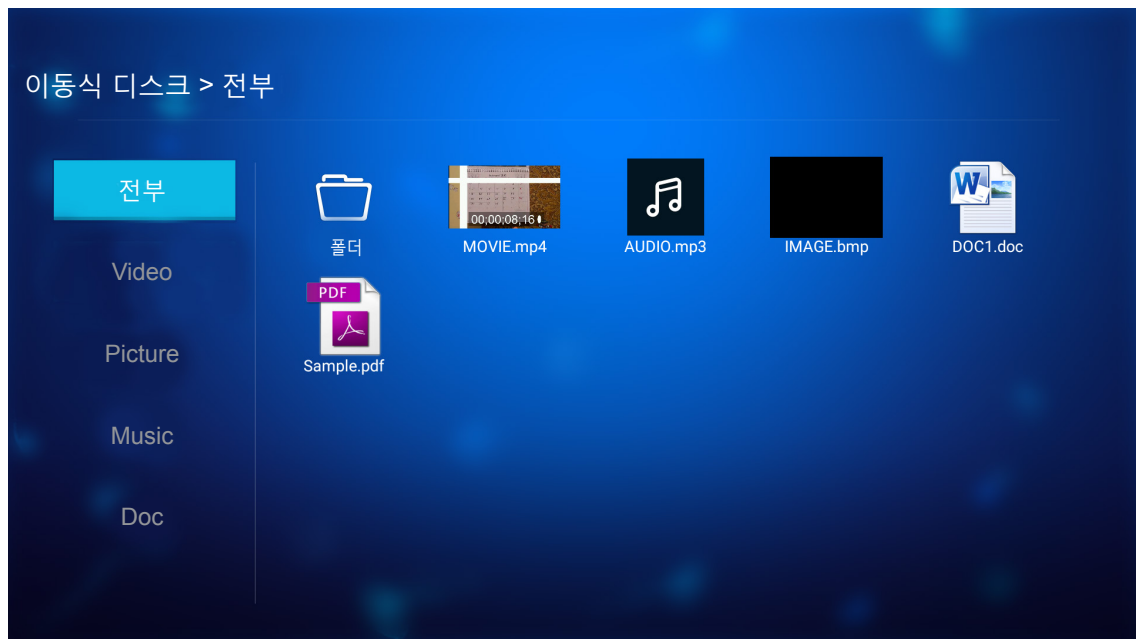 이동식 디스크 > 전부
전부
Video
Picture
Music
Doc
폴더
00;00;08;16
MOVIE.mp4
AUDIO.mp3
IMAGE.bmp
W
DOC1.doc
PDF
Sample.pdf